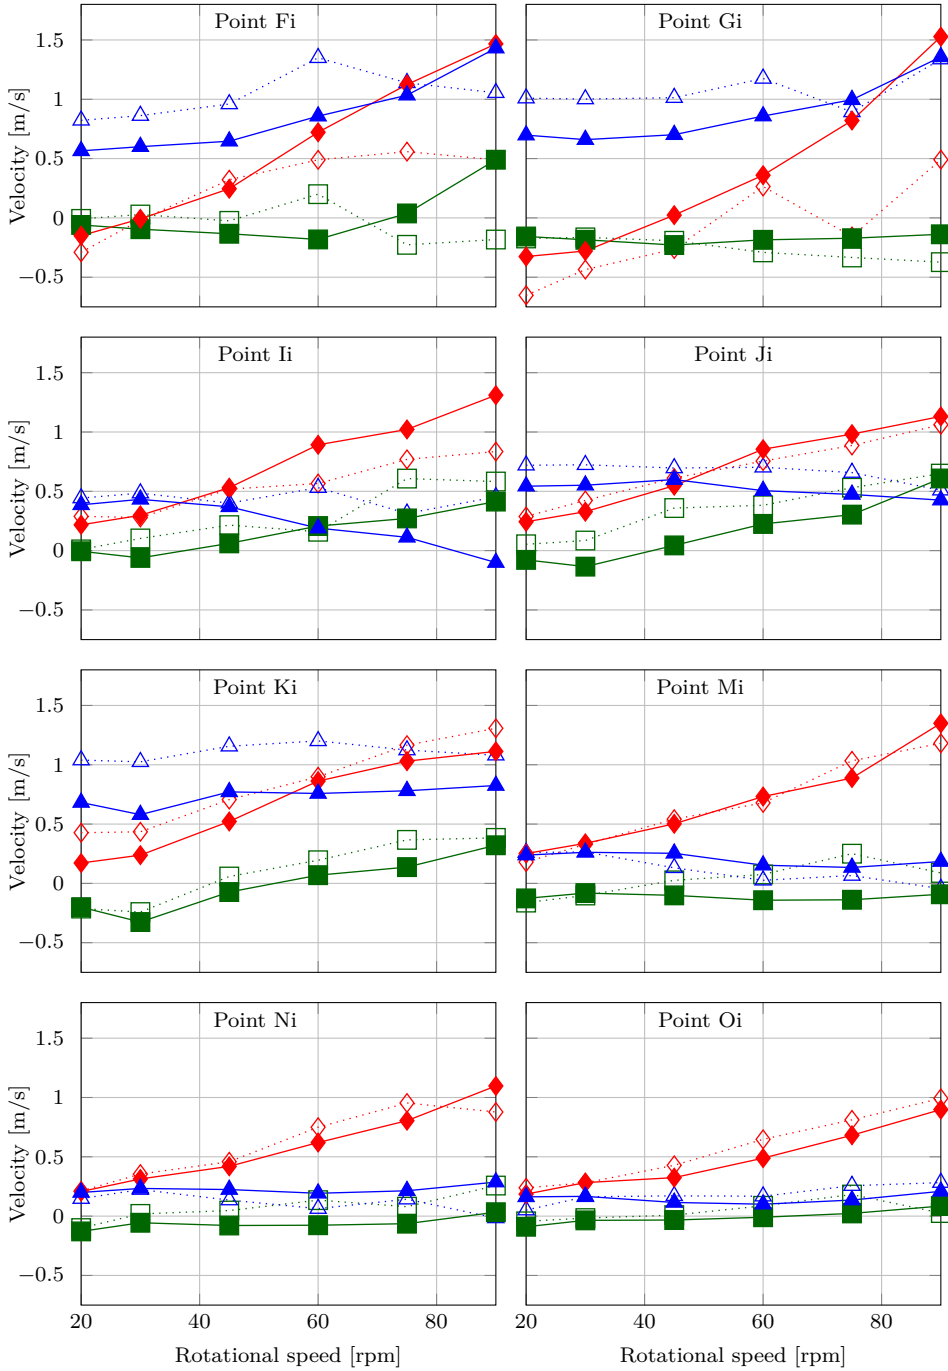 Point Fi
Point Gi
1.5
1
0.5
0
−0.5
Velocity [m/s]
Point Ii
Point Ji
1.5
1
0.5
0
−0.5
Velocity [m/s]
Point Ki
Point Mi
1.5
1
0.5
0
−0.5
Velocity [m/s]
Point Ni
Point Oi
1.5
1
0.5
0
−0.5
Velocity [m/s]
20 40 60 80
20 40 60 80
Rotational speed [rpm]
Rotational speed [rpm]